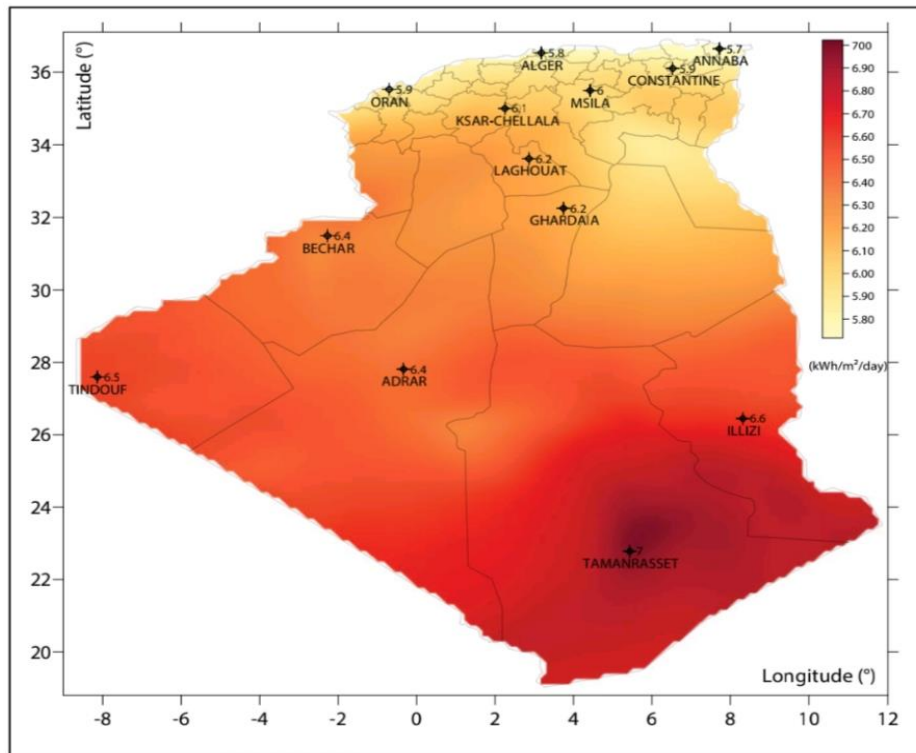 Latitude (°)
36
34
32
30
28
26
24
22
20
5.8
ALGER
5.7
ANNABA
5.9
CONSTANTINE
5.9
ORAN
6
MSILA
6.1
KSAR-CHELLALA
6.2
LAGHOUAT
6.2
GHARDAIA
6.4
BECHAR
6.5
TINDOUF
6.4
ADRAR
6.6
ILLIZI
7
TAMANRASSET
700
6.90
6.80
6.70
6.60
6.50
6.40
6.30
6.20
6.10
6.00
5.90
5.80
(kWh/m²/day)
Longitude (°)
-8 -6 -4 -2 0 2 4 6 8 10 12